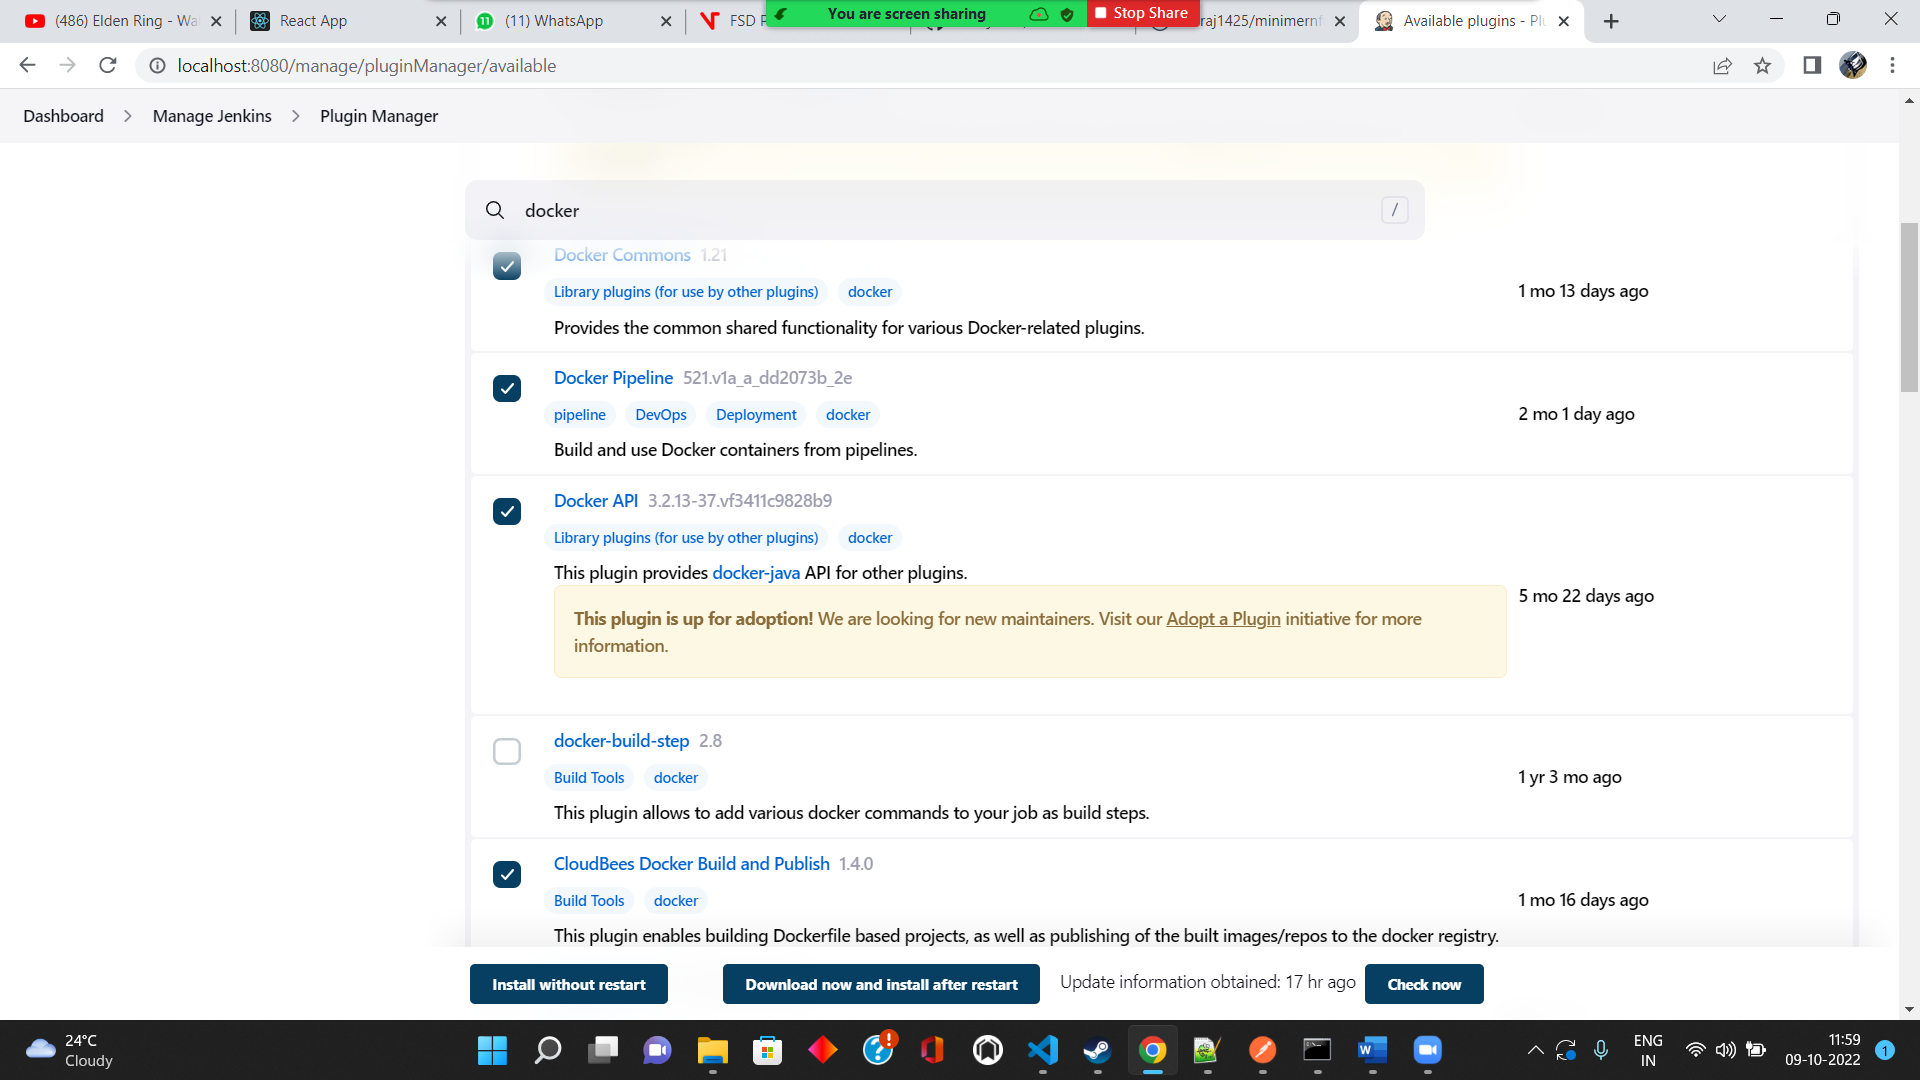 (486) Elden Ring - Wa
React App
(11) WhatsApp
FSD
You are screen sharing
Stop Share
raj1425/minimernf
Available plugins - Plu
localhost:8080/manage/pluginManager/available
Dashboard
Manage Jenkins
Plugin Manager
docker
/
Docker Commons 1.21
Library plugins (for use by other plugins)
docker
1 mo 13 days ago
Provides the common shared functionality for various Docker-related plugins.
Docker Pipeline 521.v1a_a_dd2073b_2e
pipeline
DevOps
Deployment
docker
2 mo 1 day ago
Build and use Docker containers from pipelines.
Docker API 3.2.13-37.vf3411c9828b9
Library plugins (for use by other plugins)
docker
This plugin provides docker-java API for other plugins.
5 mo 22 days ago
This plugin is up for adoption! We are looking for new maintainers. Visit our Adopt a Plugin initiative for more
information.
docker-build-step 2.8
Build Tools
docker
1 yr 3 mo ago
This plugin allows to add various docker commands to your job as build steps.
CloudBees Docker Build and Publish 1.4.0
Build Tools
docker
1 mo 16 days ago
This plugin enables building Dockerfile based projects, as well as publishing of the built images/repos to the docker registry.
Install without restart
Download now and install after restart
Update information obtained: 17 hr ago
Check now
24°C
Cloudy
ENG
IN
11:59
09-10-2022
1